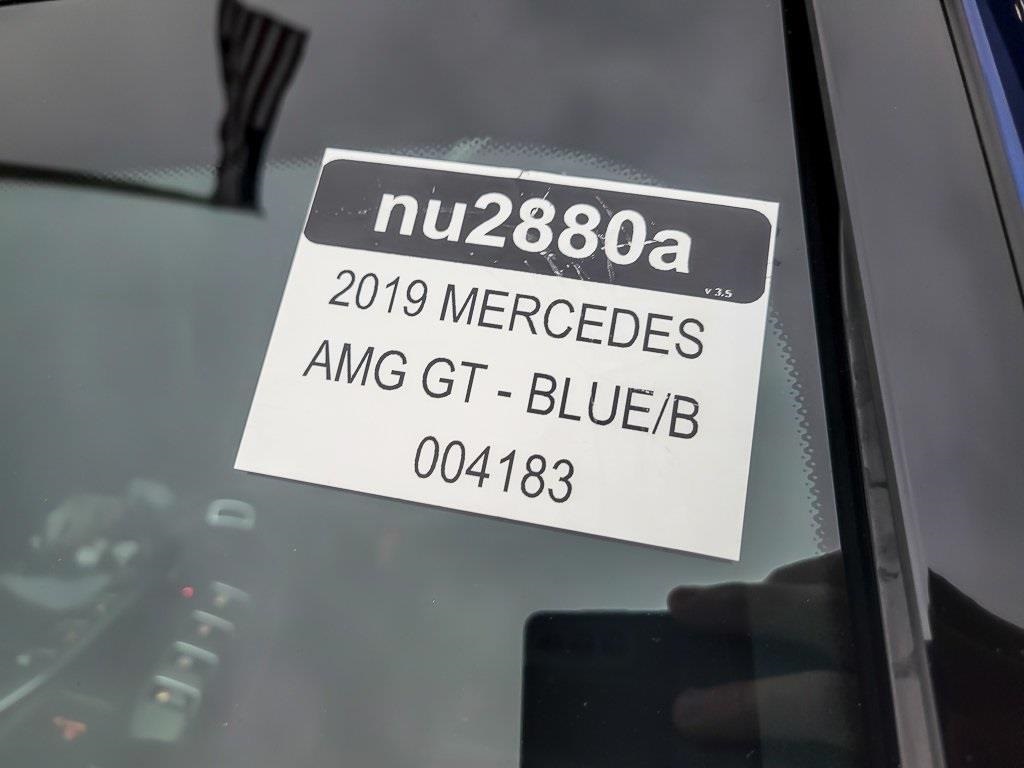 nu2880a
v 3.5
2019 MERCEDES
AMG GT - BLUE/B
004183